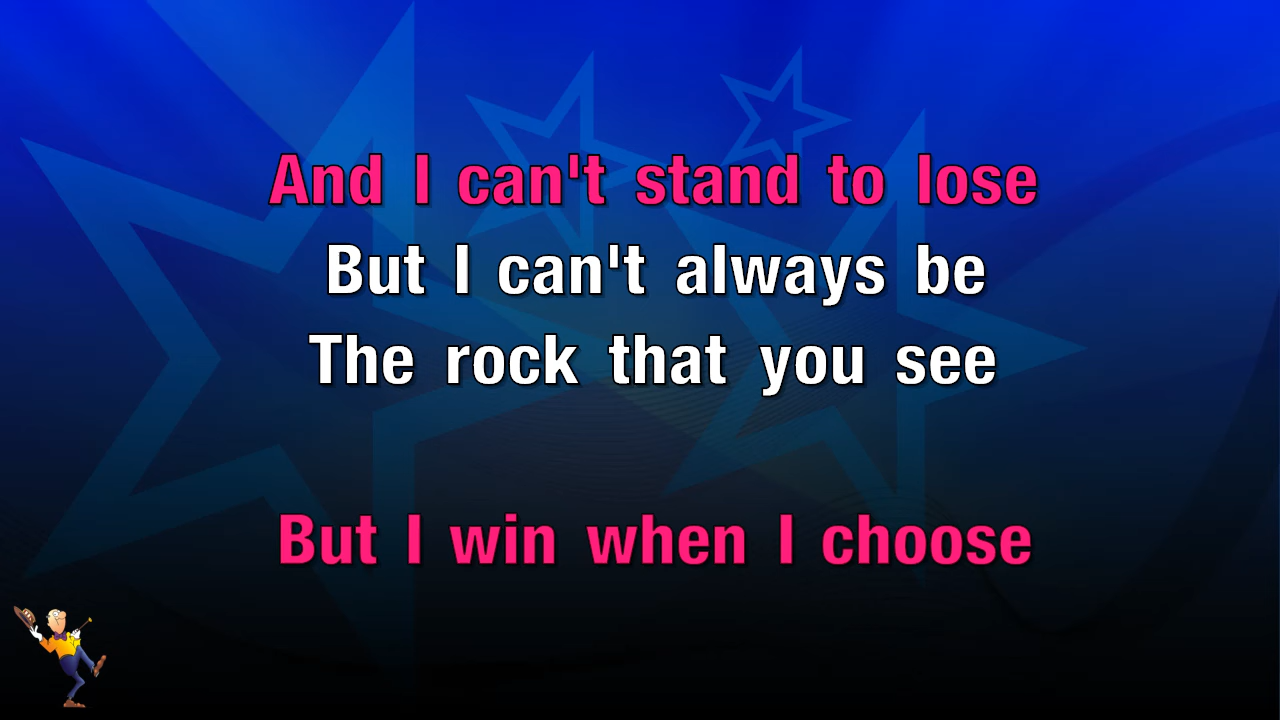 And I can't stand to lose
But I can't always be
The rock that you see
But I win when I choose